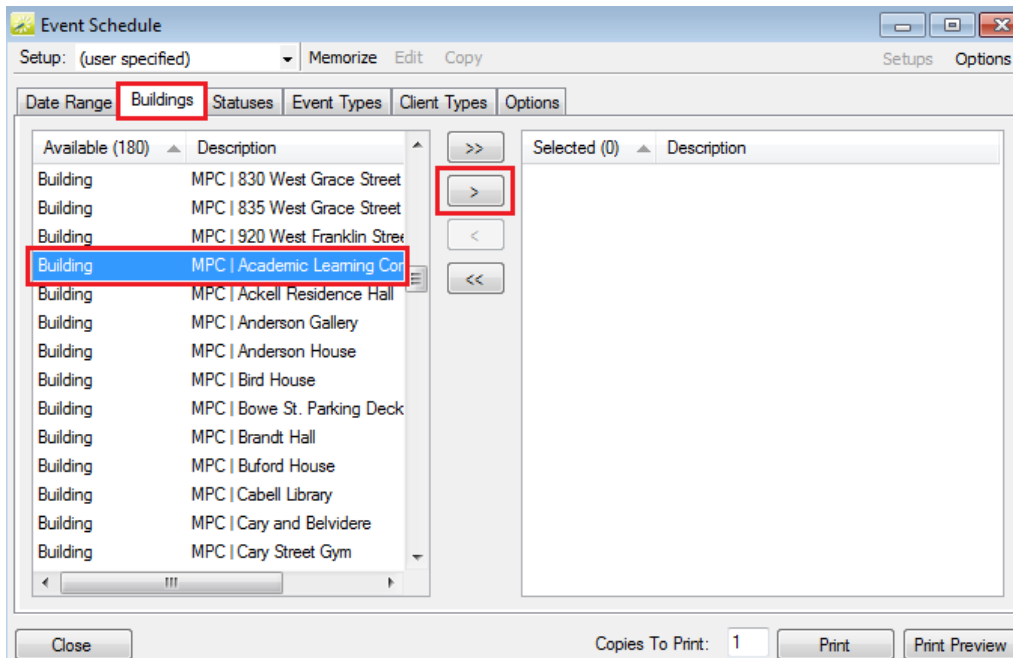 Event Schedule
Setup: (user specified) Memorize Edit Copy Setups Options
Date Range Buildings Statuses Event Types Client Types Options
Available (180) Description >> Selected (0) Description
Building MPC | 830 West Grace Street
Building MPC | 835 West Grace Street >
Building MPC | 920 West Franklin Stree <
Building MPC | Academic Learning Cor
Building MPC | Ackell Residence Hall <<
Building MPC | Anderson Gallery
Building MPC | Anderson House
Building MPC | Bird House
Building MPC | Bowe St. Parking Deck
Building MPC | Brandt Hall
Building MPC | Buford House
Building MPC | Cabell Library
Building MPC | Cary and Belvidere
Building MPC | Cary Street Gym
Close Copies To Print: 1 Print Print Preview